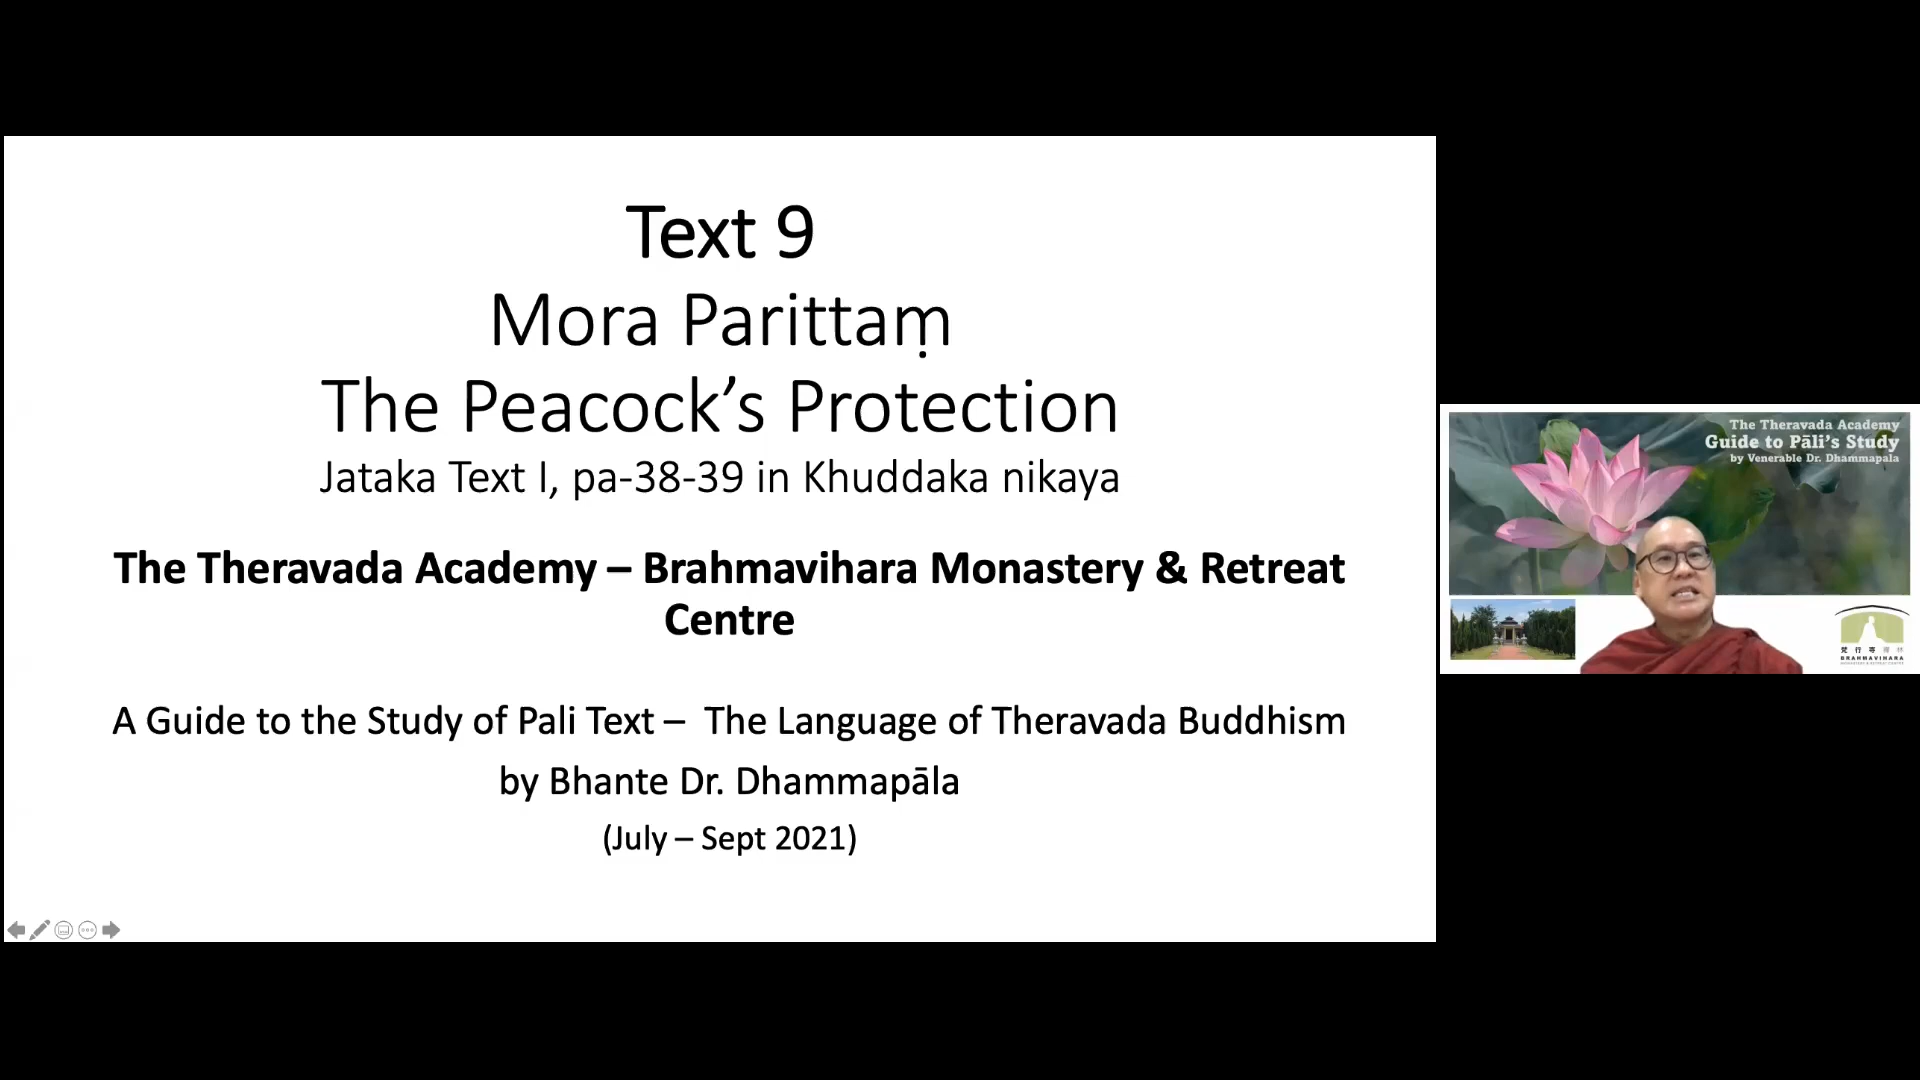 Text 9
Mora Parittaṃ
The Peacock’s Protection
Jataka Text I, pa-38-39 in Khuddaka nikaya
The Theravada Academy – Brahmavihara Monastery & Retreat
Centre
A Guide to the Study of Pali Text – The Language of Theravada Buddhism
by Bhante Dr. Dhammapāla
(July – Sept 2021)
The Theravada Academy
Guide to Pāli's Study
by Venerable Dr. Dhammapala
BRAHMAVIHARA